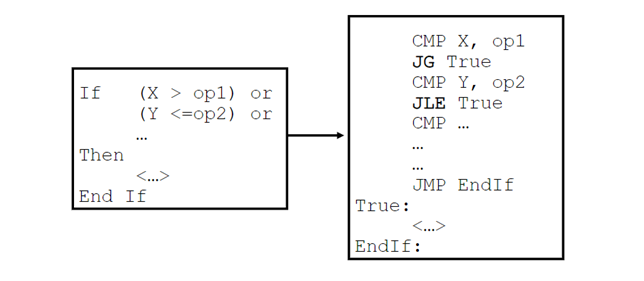 If (X > op1) or
(Y <=op2) or
…
Then
<…>
End If
CMP X, op1
JG True
CMP Y, op2
JLE True
CMP …
…
…
JMP EndIf
True:
<…>
EndIf: